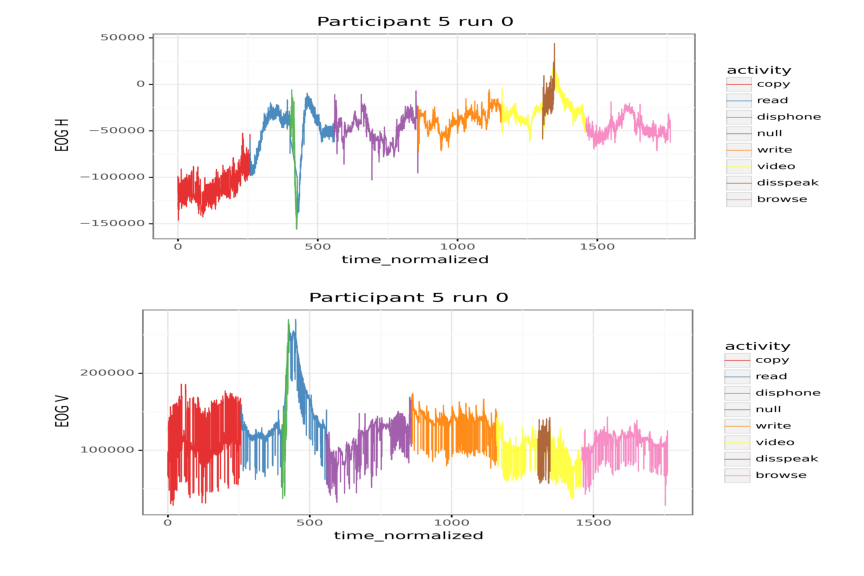 Participant 5 run 0
50000
0
−50000
−100000
−150000
EOG H
0 500 1000 1500
time_normalized
activity
copy
read
disphone
null
write
video
disspeak
browse
Participant 5 run 0
200000
100000
EOG V
0 500 1000 1500
time_normalized
activity
copy
read
disphone
null
write
video
disspeak
browse